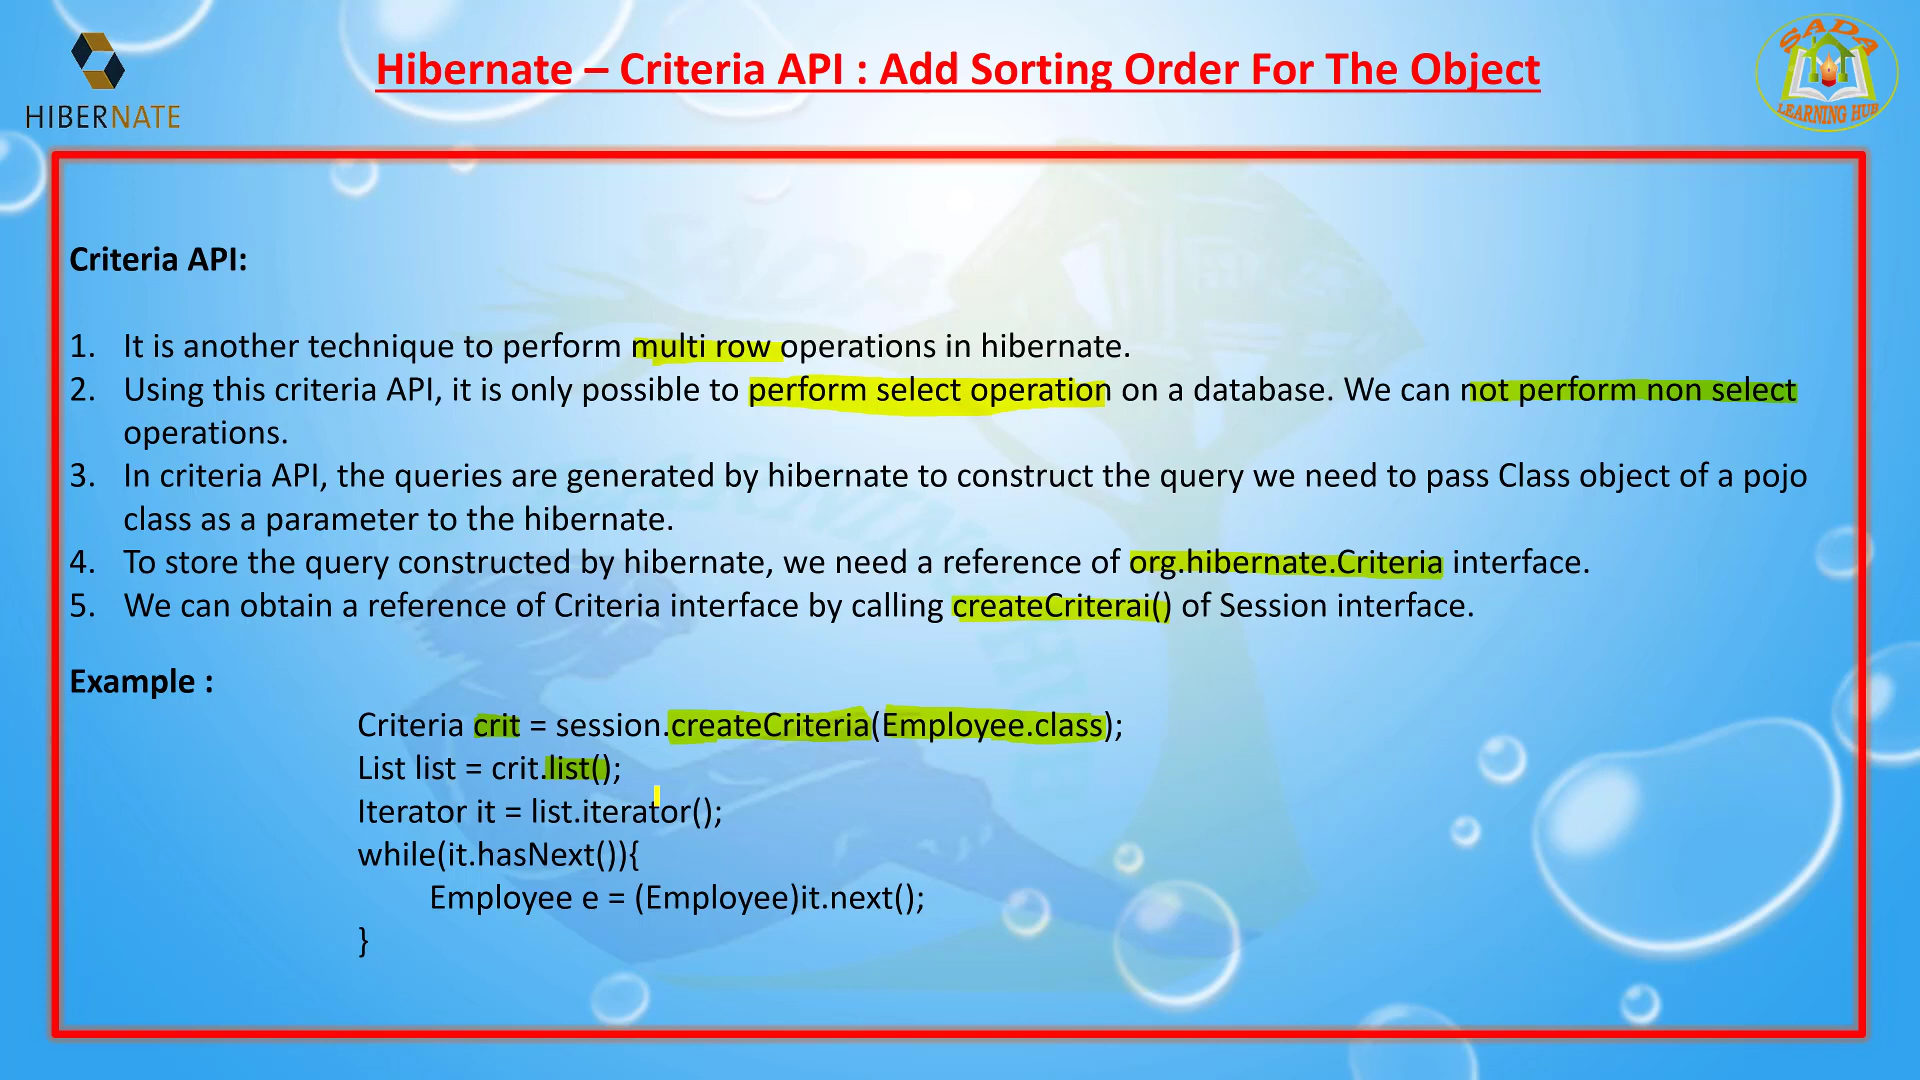 Hibernate – Criteria API : Add Sorting Order For The Object
HIBERNATE
SADA
LEARNING HUB
Criteria API:
1. It is another technique to perform multi row operations in hibernate.
2. Using this criteria API, it is only possible to perform select operation on a database. We can not perform non select
operations.
3. In criteria API, the queries are generated by hibernate to construct the query we need to pass Class object of a pojo
class as a parameter to the hibernate.
4. To store the query constructed by hibernate, we need a reference of org.hibernate.Criteria interface.
5. We can obtain a reference of Criteria interface by calling createCriterai() of Session interface.
Example :
Criteria crit = session.createCriteria(Employee.class);
List list = crit.list();
Iterator it = list.iterator();
while(it.hasNext()){
Employee e = (Employee)it.next();
}